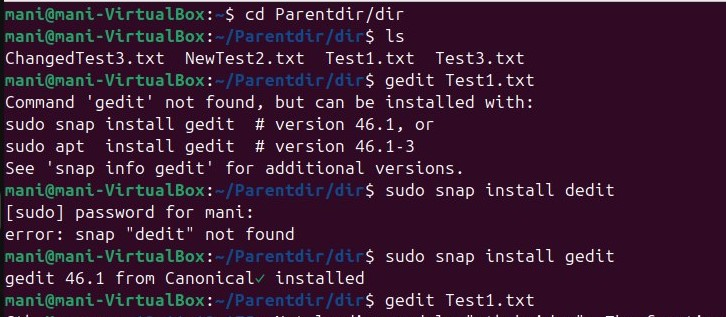 mani@mani-VirtualBox:~$ cd Parentdir/dir
mani@mani-VirtualBox:~/Parentdir/dir$ ls
ChangedTest3.txt  NewTest2.txt  Test1.txt  Test3.txt
mani@mani-VirtualBox:~/Parentdir/dir$ gedit Test1.txt
Command 'gedit' not found, but can be installed with:
sudo snap install gedit  # version 46.1, or
sudo apt  install gedit  # version 46.1-3
See 'snap info gedit' for additional versions.
mani@mani-VirtualBox:~/Parentdir/dir$ sudo snap install dedit
[sudo] password for mani:
error: snap "dedit" not found
mani@mani-VirtualBox:~/Parentdir/dir$ sudo snap install gedit
gedit 46.1 from Canonical✓ installed
mani@mani-VirtualBox:~/Parentdir/dir$ gedit Test1.txt